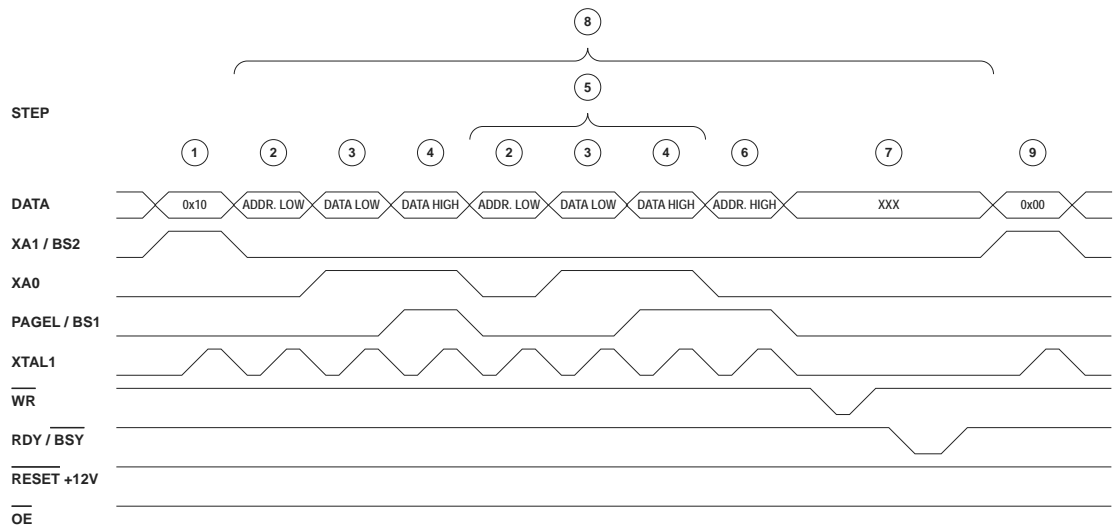 8
5
STEP
1 2 3 4 2 3 4 6 7 9
DATA 0x10 ADDR. LOW DATA LOW DATA HIGH ADDR. LOW DATA LOW DATA HIGH ADDR. HIGH XXX 0x00
XA1 / BS2
XA0
PAGEL / BS1
XTAL1
WR
RDY / BSY
RESET +12V
OE